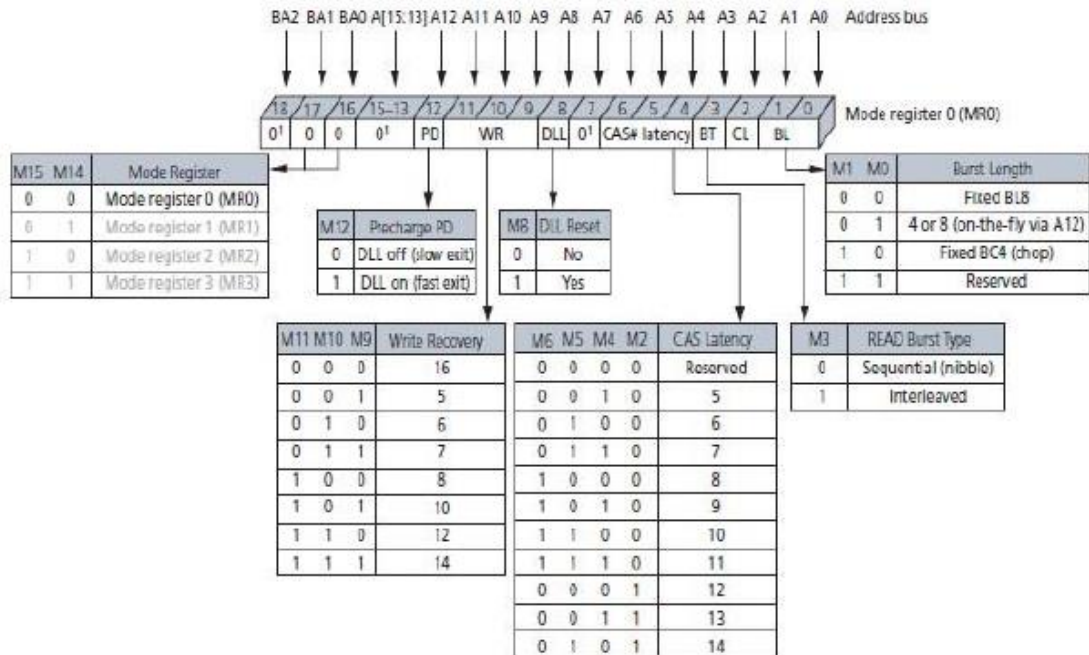 BA2 BA1 BA0 A[15:13] A12 A11 A10 A9 A8 A7 A6 A5 A4 A3 A2 A1 A0 Address bus
18 17 16 15–13 12 11 10 9 8 7 6 5 4 3 2 1 0 Mode register 0 (MR0)
0¹ 0 0 0¹ PD WR DLL 0¹ CAS# latency BT CL BL
M15 M14 Mode Register
0 0 Mode register 0 (MR0)
0 1 Mode register 1 (MR1)
1 0 Mode register 2 (MR2)
1 1 Mode register 3 (MR3)
M12 Precharge PD
0 DLL off (slow exit)
1 DLL on (fast exit)
M8 DLL Reset
0 No
1 Yes
M1 M0 Burst Length
0 0 Fixed BL8
0 1 4 or 8 (on-the-fly via A12)
1 0 Fixed BC4 (chop)
1 1 Reserved
M11 M10 M9 Write Recovery
0 0 0 16
0 0 1 5
0 1 0 6
0 1 1 7
1 0 0 8
1 0 1 10
1 1 0 12
1 1 1 14
M6 M5 M4 M2 CAS Latency
0 0 0 0 Reserved
0 0 1 0 5
0 1 0 0 6
0 1 1 0 7
1 0 0 0 8
1 0 1 0 9
1 1 0 0 10
1 1 1 0 11
0 0 0 1 12
0 0 1 1 13
0 1 0 1 14
M3 READ Burst Type
0 Sequential (nibble)
1 Interleaved